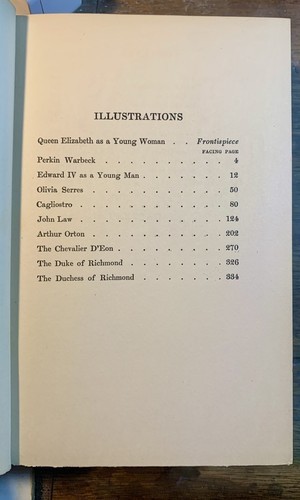 ILLUSTRATIONS
Queen Elizabeth as a Young Woman . . Frontispiece
FACING PAGE
Perkin Warbeck . . . . . . . . . 4
Edward IV as a Young Man . . . . . . 12
Olivia Serres . . . . . . . . . . 50
Cagliostro . . . . . . . . . . . 80
John Law . . . . . . . . . . . 124
Arthur Orton . . . . . . . . . . 202
The Chevalier D'Eon . . . . . . . . 270
The Duke of Richmond . . . . . . . 326
The Duchess of Richmond . . . . . . 334